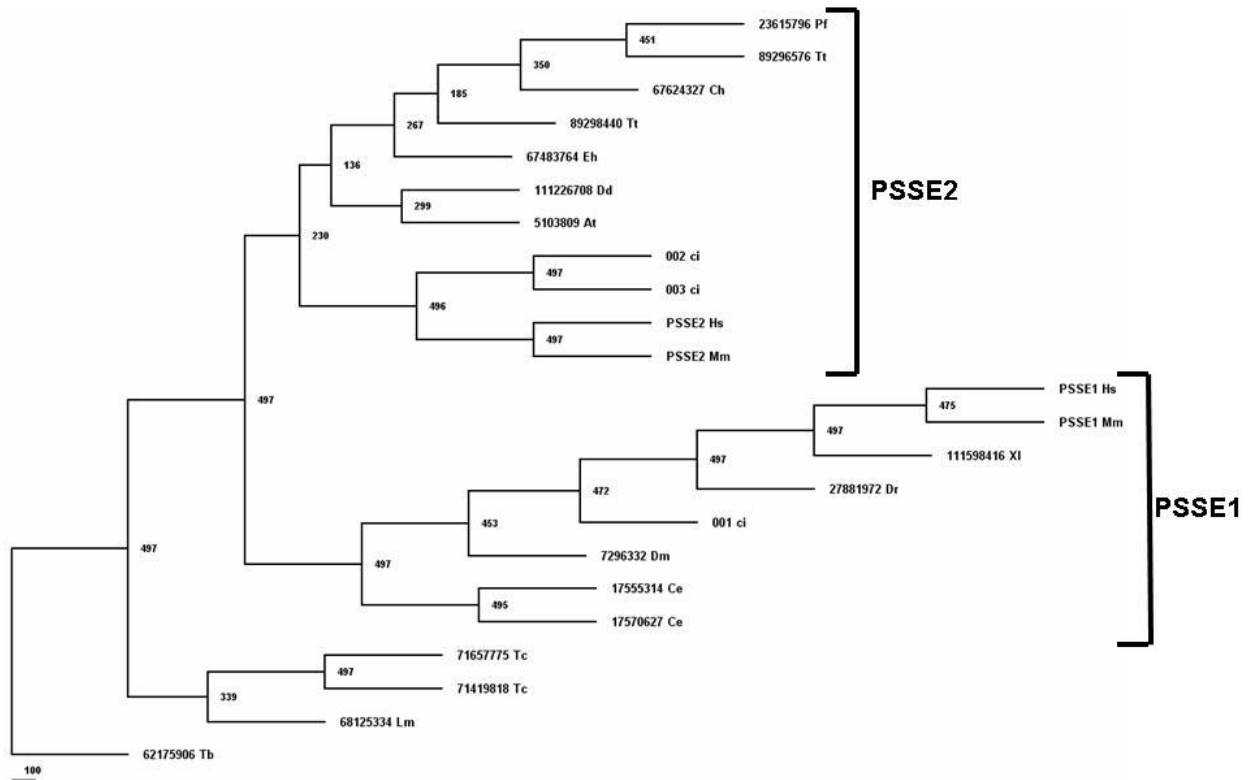 23615796 Pf
451
89296576 Tt
350
67624327 Ch
185
89298440 Tt
267
67483764 Eh
136
111226708 Dd
PSSE2
299
5103809 At
230
002 ci
497
003 ci
496
PSSE2 Hs
497
PSSE2 Mm
PSSE1 Hs
475
497
PSSE1 Mm
497
111598416 Xl
497
27881972 Dr
472
PSSE1
001 ci
453
497
7296332 Dm
497
17555314 Ce
495
17570627 Ce
71657775 Tc
497
71419818 Tc
339
68125334 Lm
62175906 Tb
100